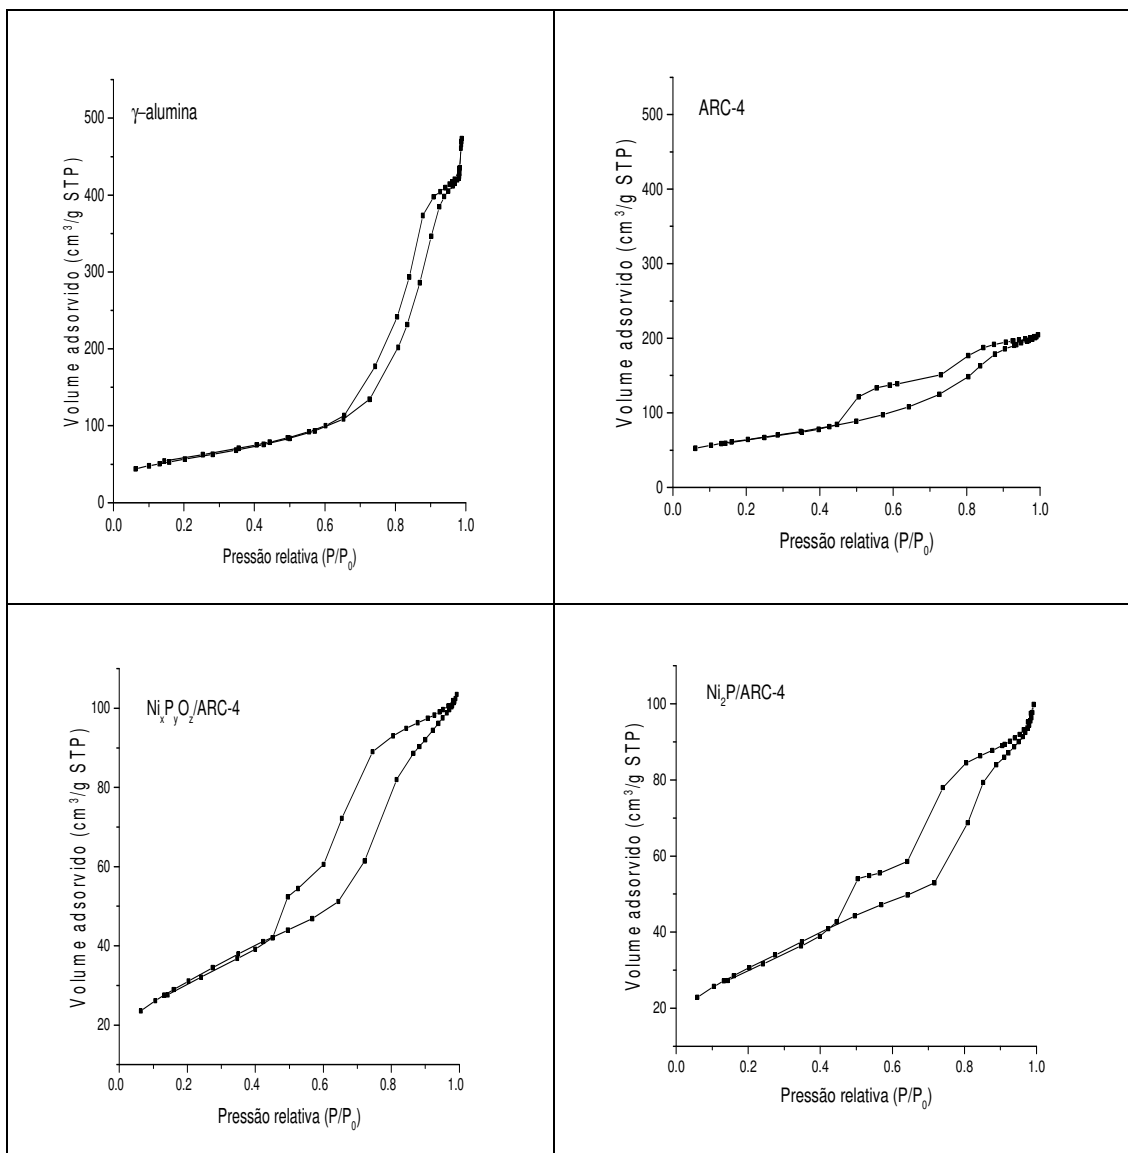 γ–alumina
Volume adsorvido (cm³/g STP)
500
400
300
200
100
0
0.0 0.2 0.4 0.6 0.8 1.0
Pressão relativa (P/P₀)
ARC-4
Volume adsorvido (cm³/g STP)
500
400
300
200
100
0
0.0 0.2 0.4 0.6 0.8 1.0
Pressão relativa (P/P₀)
NiₓPᵧO_z/ARC-4
Volume adsorvido (cm³/g STP)
100
80
60
40
20
0.0 0.2 0.4 0.6 0.8 1.0
Pressão relativa (P/P₀)
Ni₂P/ARC-4
Volume adsorvido (cm³/g STP)
100
80
60
40
20
0.0 0.2 0.4 0.6 0.8 1.0
Pressão relativa (P/P₀)